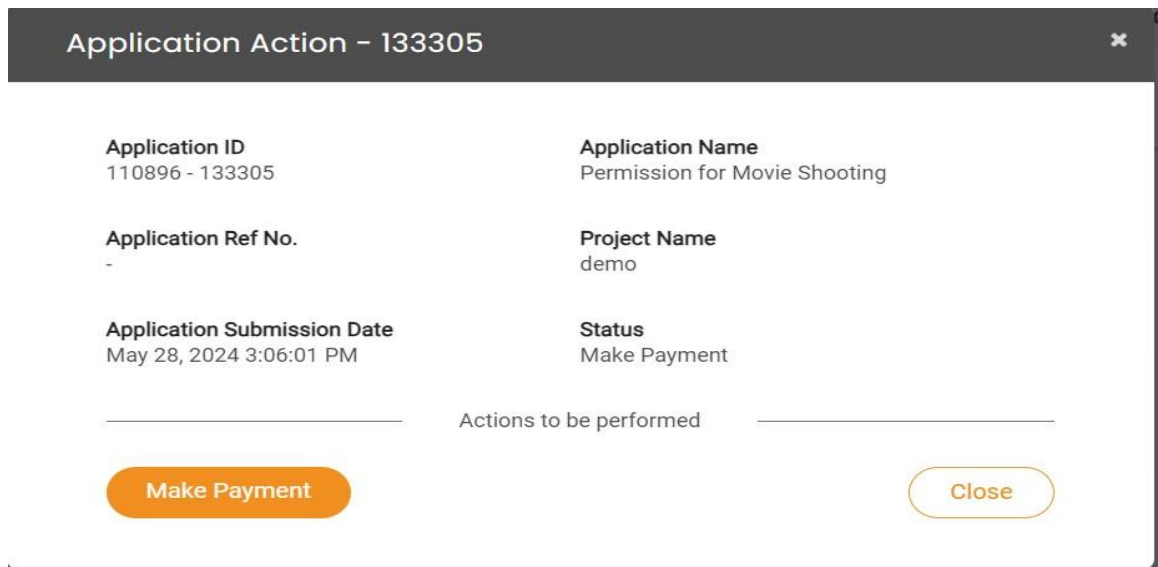 Application Action - 133305
Application ID
110896 - 133305
Application Name
Permission for Movie Shooting
Application Ref No.
-
Project Name
demo
Application Submission Date
May 28, 2024 3:06:01 PM
Status
Make Payment
Actions to be performed
Make Payment
Close